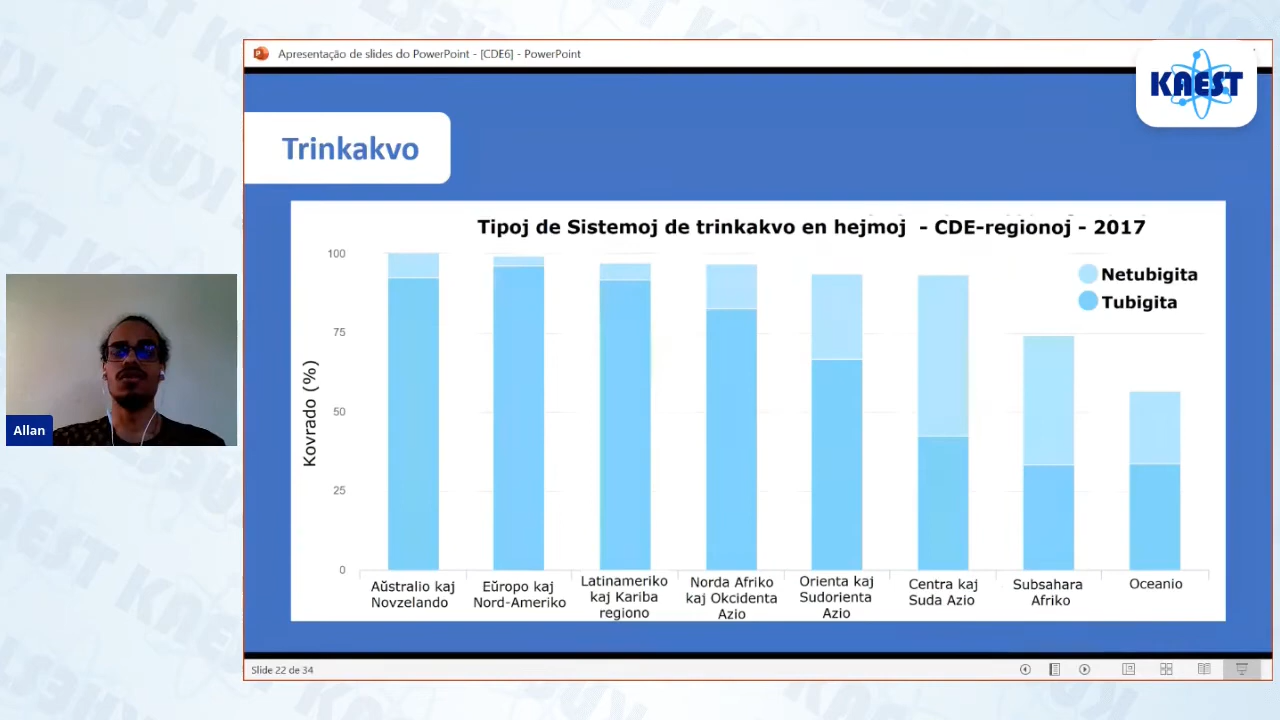 Apresentação de slides do PowerPoint - [CDE6] - PowerPoint
KAEST
Trinkakvo
Tipoj de Sistemoj de trinkakvo en hejmoj - CDE-regionoj - 2017
Netubigita
Tubigita
Kovrado (%)
100
75
50
25
0
Aŭstralio kaj
Novzelando
Eŭropo kaj
Nord-Ameriko
Latinameriko
kaj Kariba
regiono
Norda Afriko
kaj Okcidenta
Azio
Orienta kaj
Sudorienta
Azio
Centra kaj
Suda Azio
Subsahara
Afriko
Oceanio
Allan
Slide 22 de 34